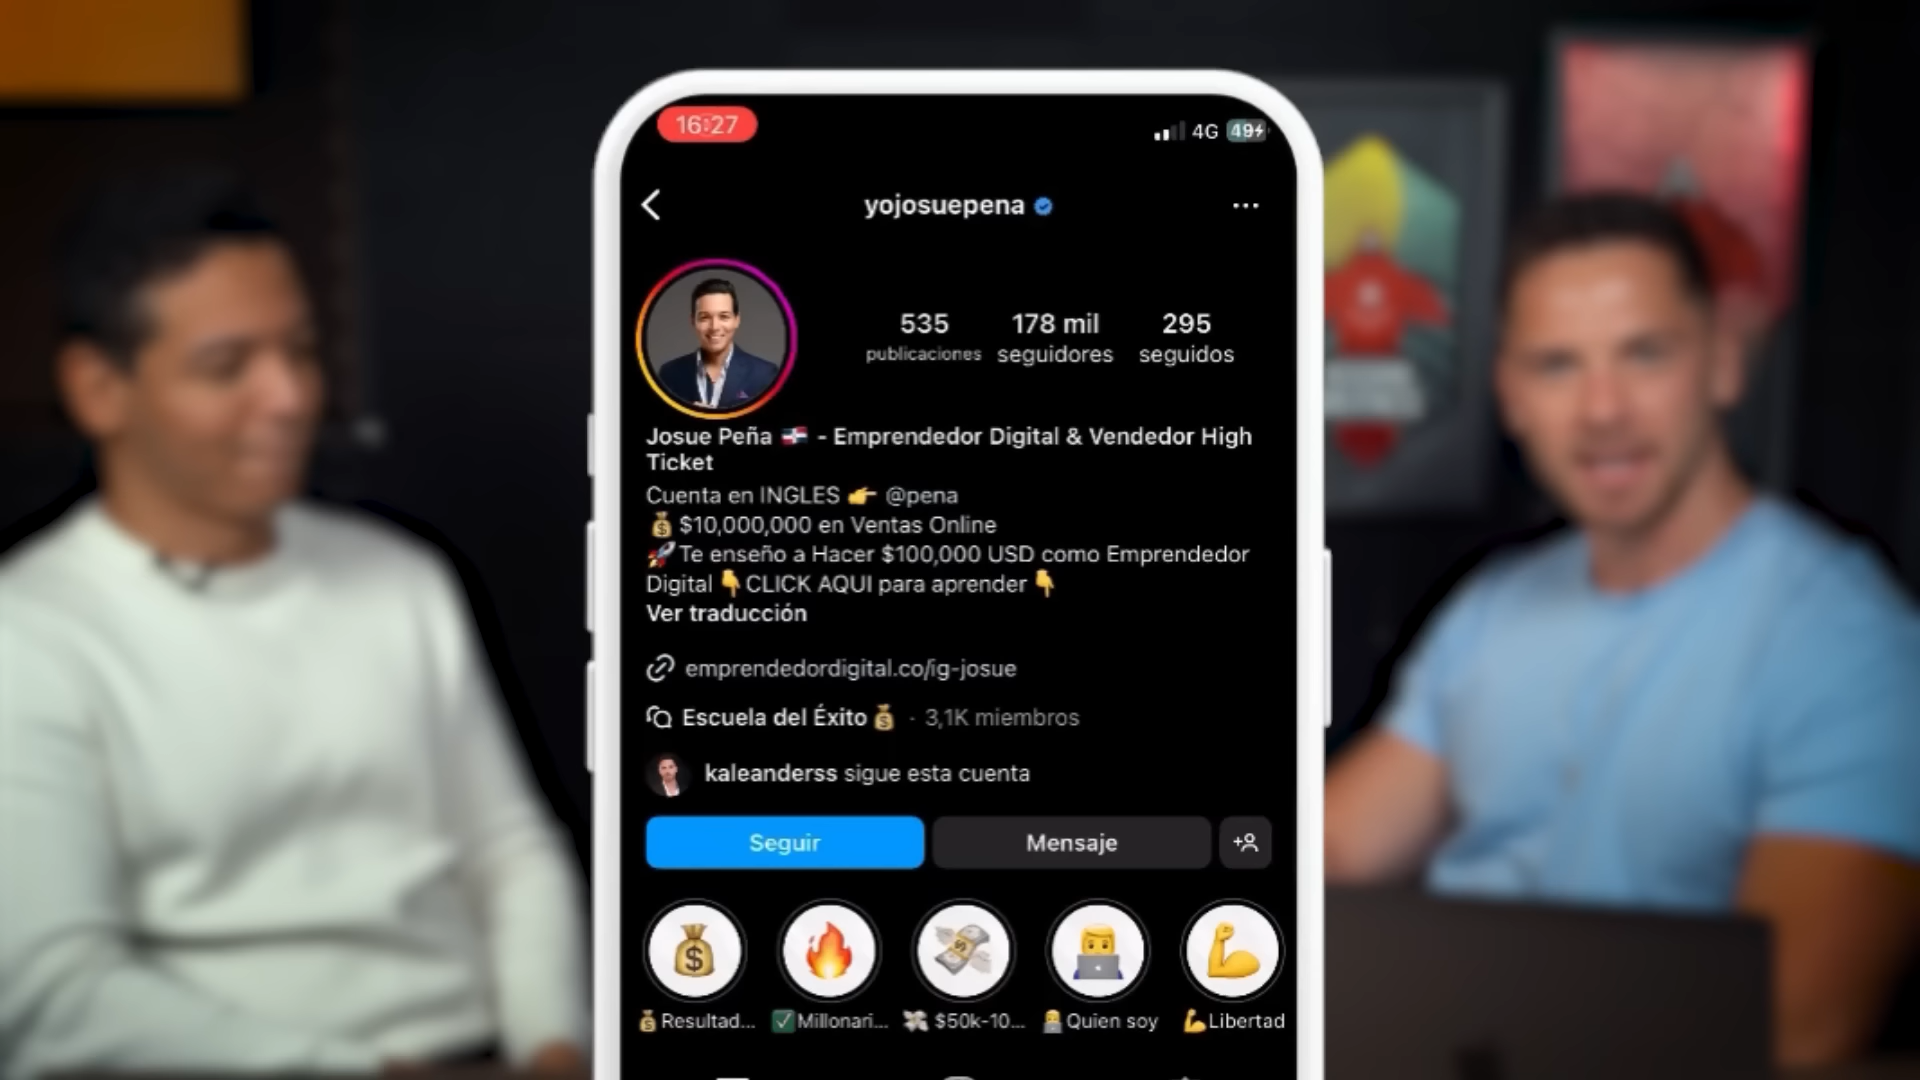 16:27
4G 49
yojosuepena
535 178 mil 295
publicaciones seguidores seguidos
Josue Peña 🇩🇴 - Emprendedor Digital & Vendedor High
Ticket
Cuenta en INGLES 👉 @pena
💰 $10,000,000 en Ventas Online
🚀 Te enseño a Hacer $100,000 USD como Emprendedor
Digital 👇 CLICK AQUI para aprender 👇
Ver traducción
emprendedordigital.co/ig-josue
Escuela del Éxito 💰 · 3,1K miembros
kaleanderss sigue esta cuenta
Seguir Mensaje
💰 Resultad... ✅ Millonari... 💸 $50k-10... 👨‍💻 Quien soy 💪 Libertad